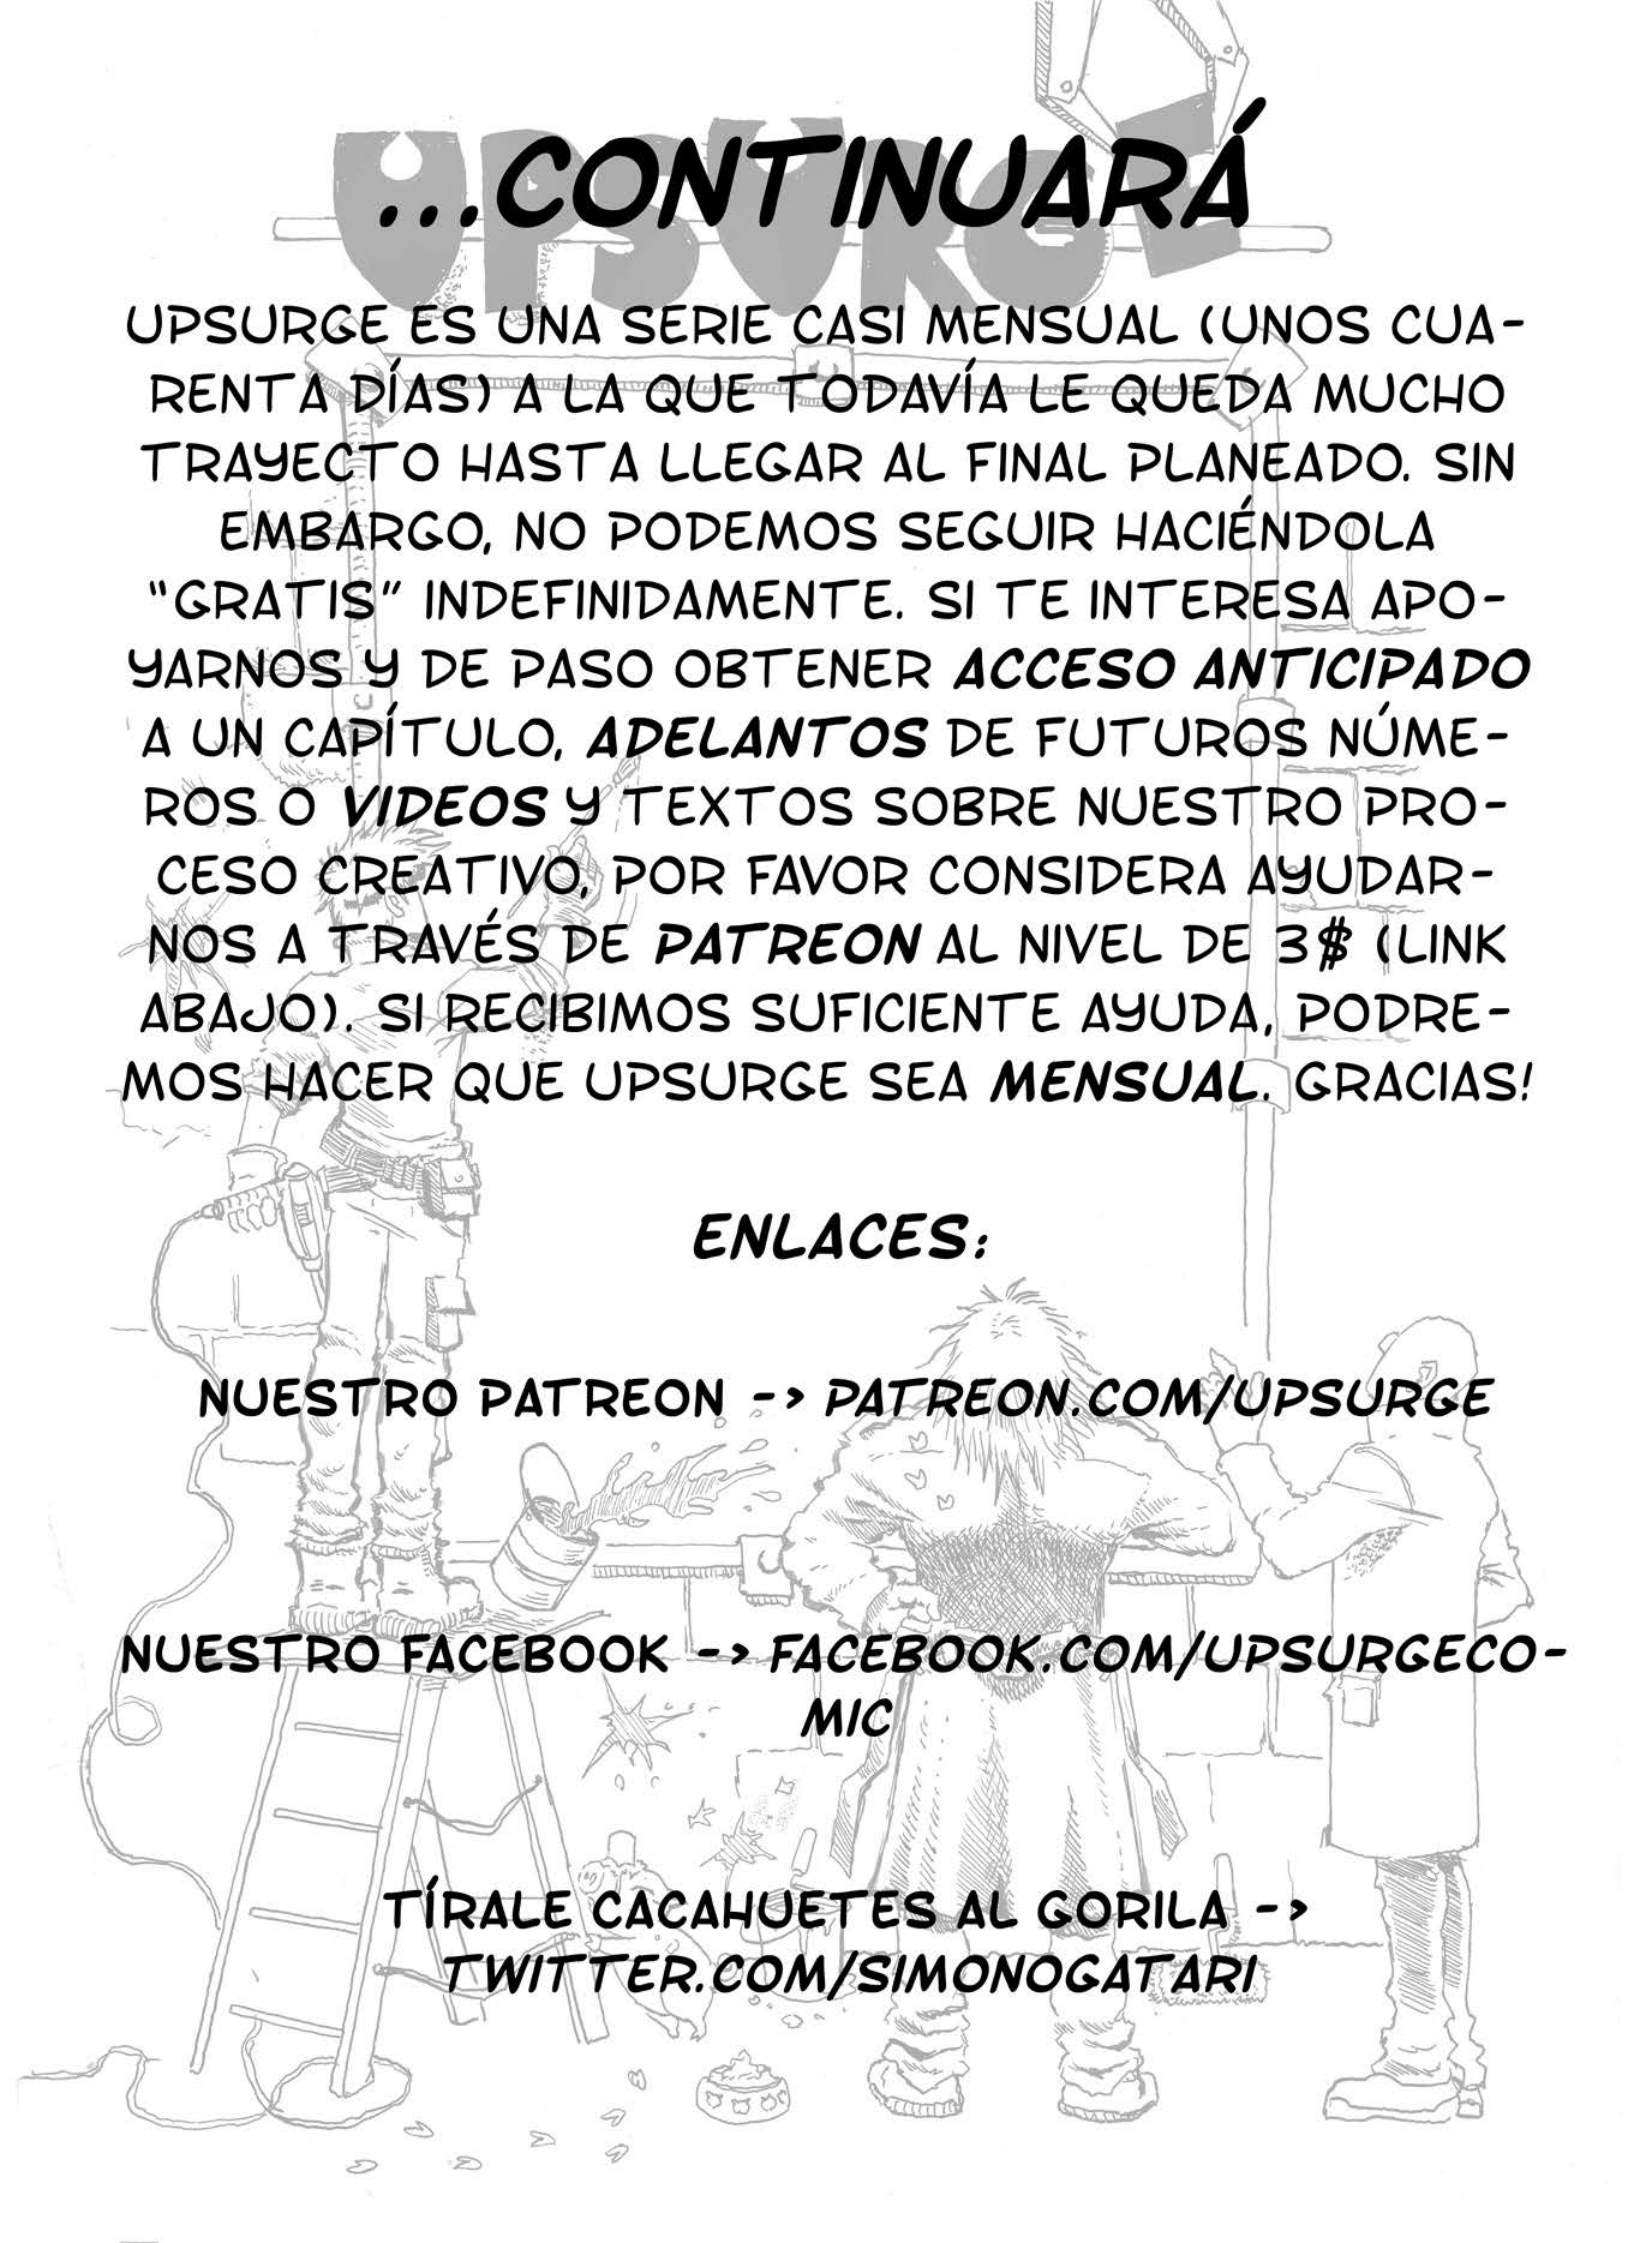 UPSURGE
...CONTINUARÁ
UPSURGE ES UNA SERIE CASI MENSUAL (UNOS CUA-
RENTA DÍAS) A LA QUE TODAVÍA LE QUEDA MUCHO
TRAYECTO HASTA LLEGAR AL FINAL PLANEADO. SIN
EMBARGO, NO PODEMOS SEGUIR HACIÉNDOLA
"GRATIS" INDEFINIDAMENTE. SI TE INTERESA APO-
YARNOS Y DE PASO OBTENER ACCESO ANTICIPADO
A UN CAPÍTULO, ADELANTOS DE FUTUROS NÚME-
ROS O VIDEOS Y TEXTOS SOBRE NUESTRO PRO-
CESO CREATIVO, POR FAVOR CONSIDERA AYUDAR-
NOS A TRAVÉS DE PATREON AL NIVEL DE 3$ (LINK
ABAJO). SI RECIBIMOS SUFICIENTE AYUDA, PODRE-
MOS HACER QUE UPSURGE SEA MENSUAL. GRACIAS!
ENLACES:
NUESTRO PATREON -> PATREON.COM/UPSURGE
NUESTRO FACEBOOK -> FACEBOOK.COM/UPSURGECO-
MIC
TÍRALE CACAHUETES AL GORILA ->
TWITTER.COM/SIMONOGATARI